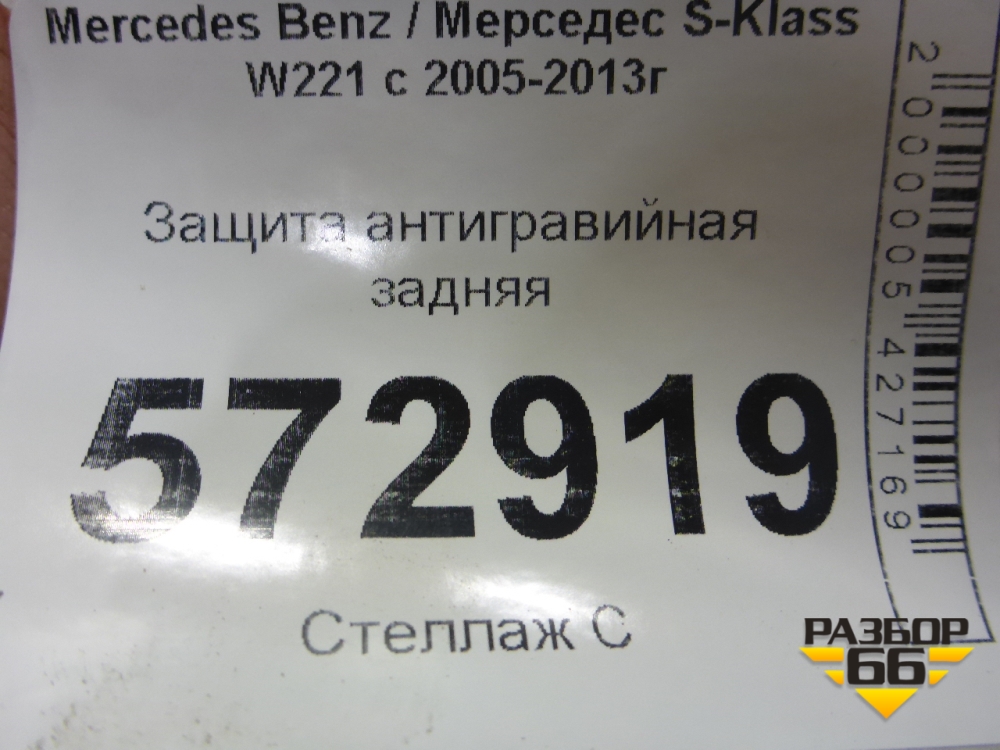 Mercedes Benz / Мерседес S-Klass
W221 с 2005-2013г
Защита антигравийная
задняя
572919
Стеллаж С
2000005427169
РАЗБОР
66